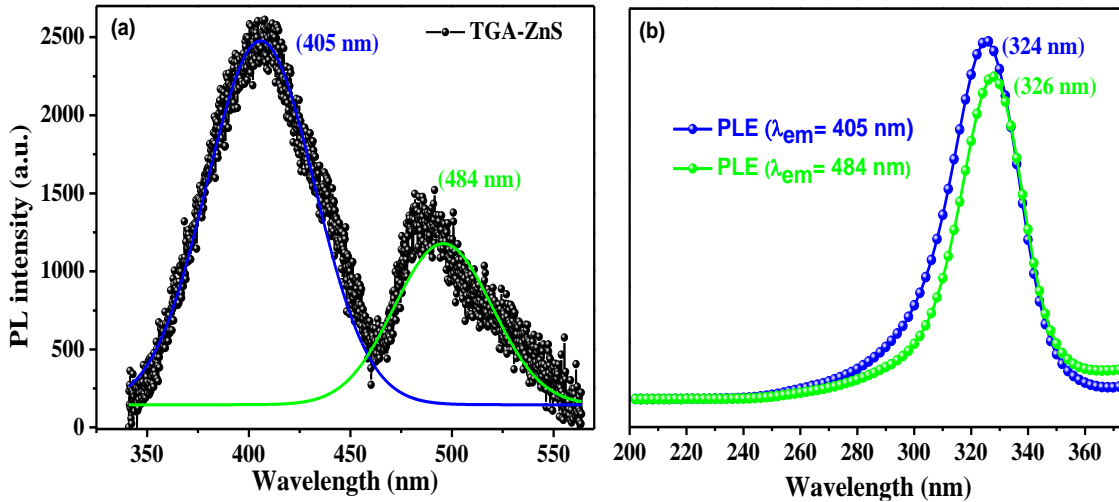 (a)
TGA-ZnS
(405 nm)
(484 nm)
PL intensity (a.u.)
2500
2000
1500
1000
500
0
350 400 450 500 550
Wavelength (nm)
(b)
(324 nm)
(326 nm)
PLE (λem= 405 nm)
PLE (λem= 484 nm)
200 220 240 260 280 300 320 340 360
Wavelength (nm)